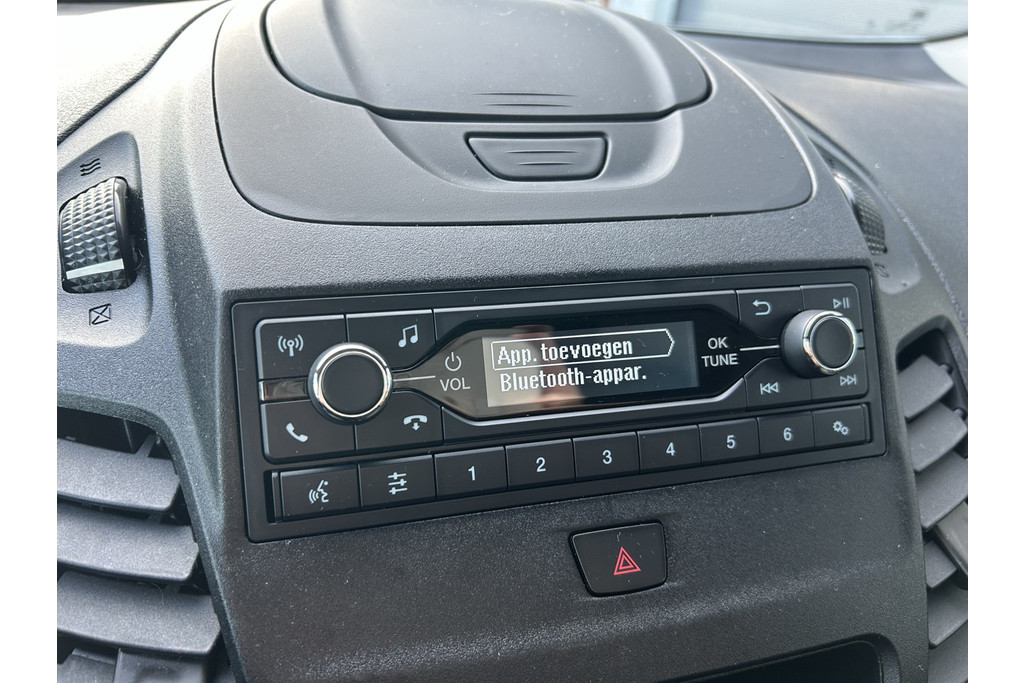 App. toevoegen
Bluetooth-appar.
VOL
OK
TUNE
1 2 3 4 5 6